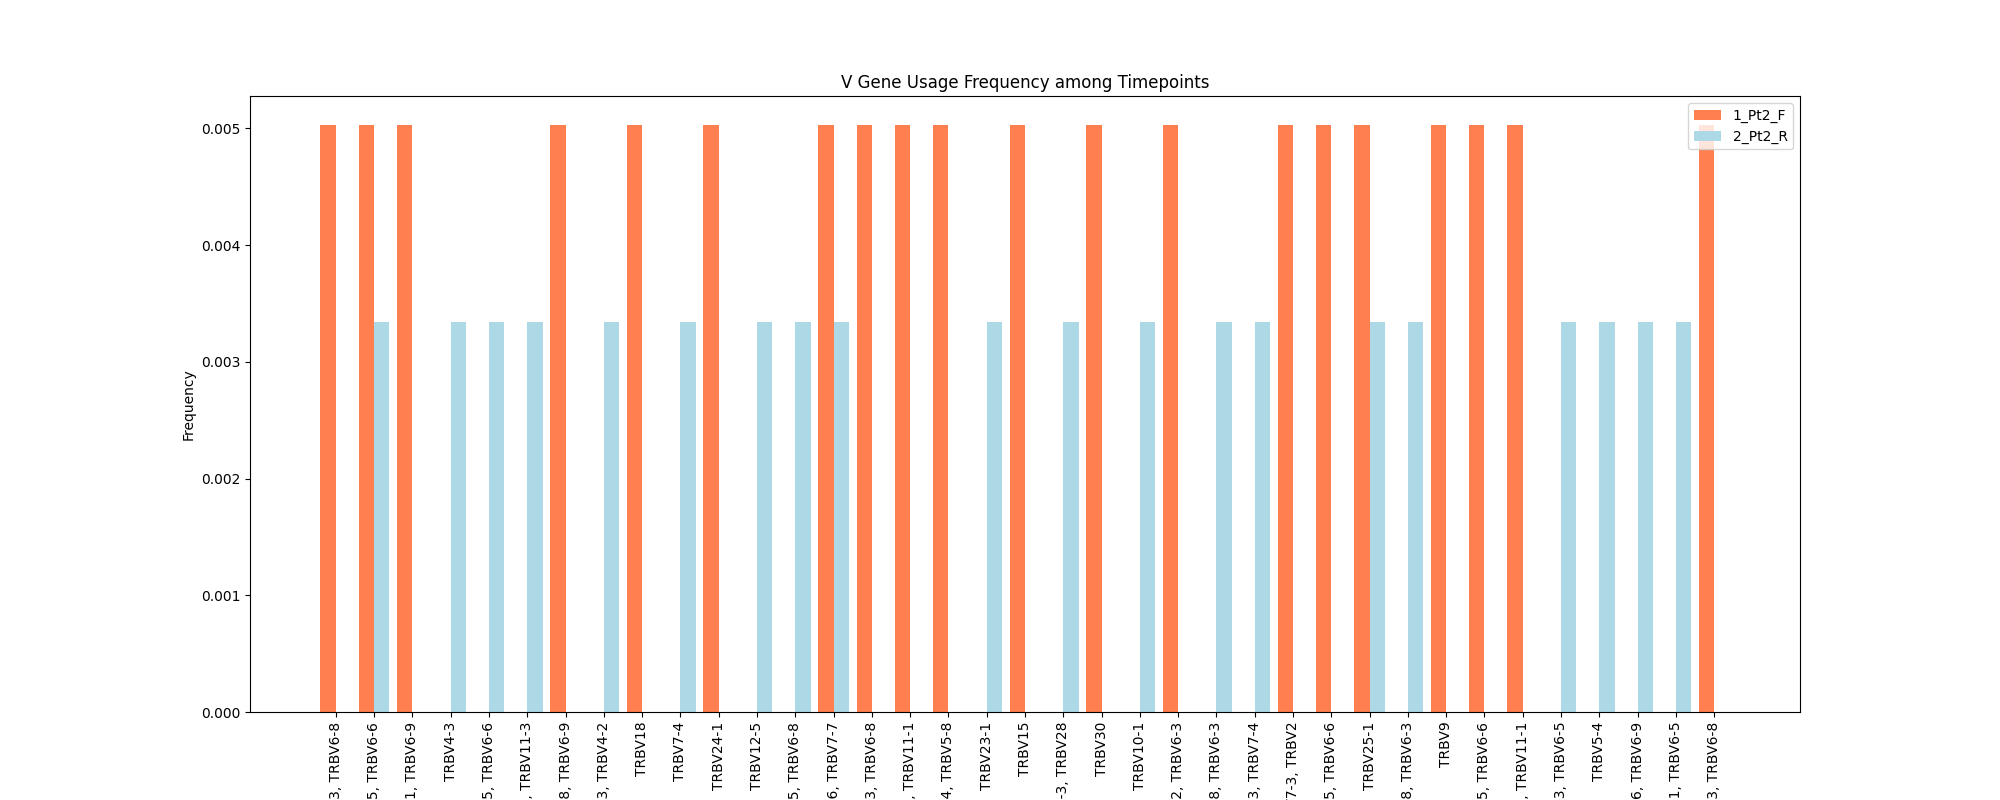 V Gene Usage Frequency among Timepoints
1_Pt2_F
2_Pt2_R
0.005
0.004
0.003
0.002
0.001
0.000
Frequency
3, TRBV6-8
5, TRBV6-6
1, TRBV6-9
TRBV4-3
5, TRBV6-6
, TRBV11-3
8, TRBV6-9
3, TRBV4-2
TRBV18
TRBV7-4
TRBV24-1
TRBV12-5
5, TRBV6-8
6, TRBV7-7
3, TRBV6-8
, TRBV11-1
4, TRBV5-8
TRBV23-1
TRBV15
-3, TRBV28
TRBV30
TRBV10-1
2, TRBV6-3
8, TRBV6-3
3, TRBV7-4
7-3, TRBV2
5, TRBV6-6
TRBV25-1
8, TRBV6-3
TRBV9
5, TRBV6-6
, TRBV11-1
3, TRBV6-5
TRBV5-4
6, TRBV6-9
1, TRBV6-5
3, TRBV6-8